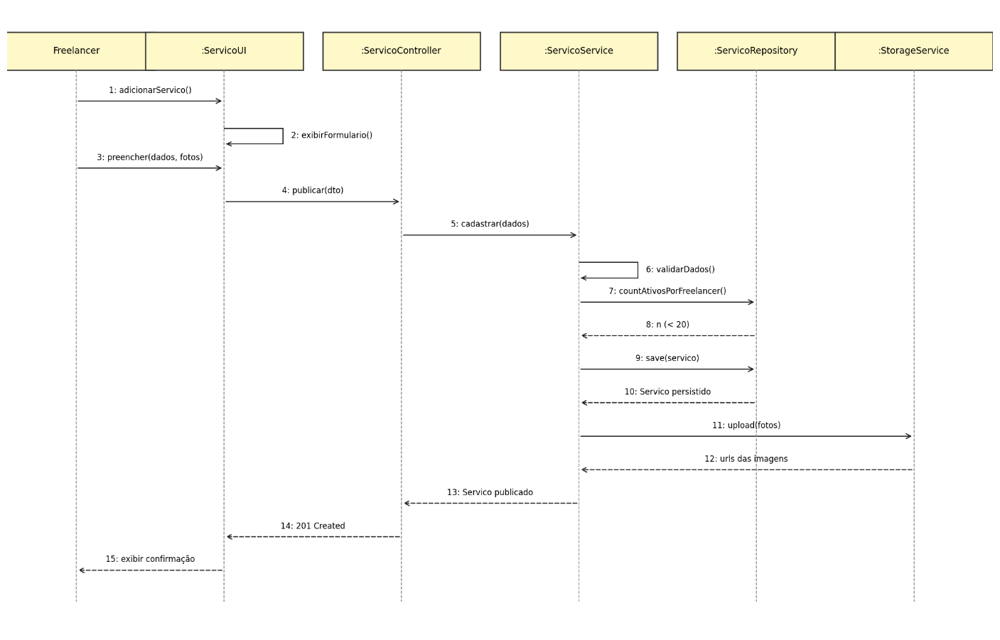 Freelancer
:ServicoUI
:ServicoController
:ServicoService
:ServicoRepository
:StorageService
1: adicionarServico()
2: exibirFormulario()
3: preencher(dados, fotos)
4: publicar(dto)
5: cadastrar(dados)
6: validarDados()
7: countAtivosPorFreelancer()
8: n (< 20)
9: save(servico)
10: Servico persistido
11: upload(fotos)
12: urls das imagens
13: Servico publicado
14: 201 Created
15: exibir confirmação